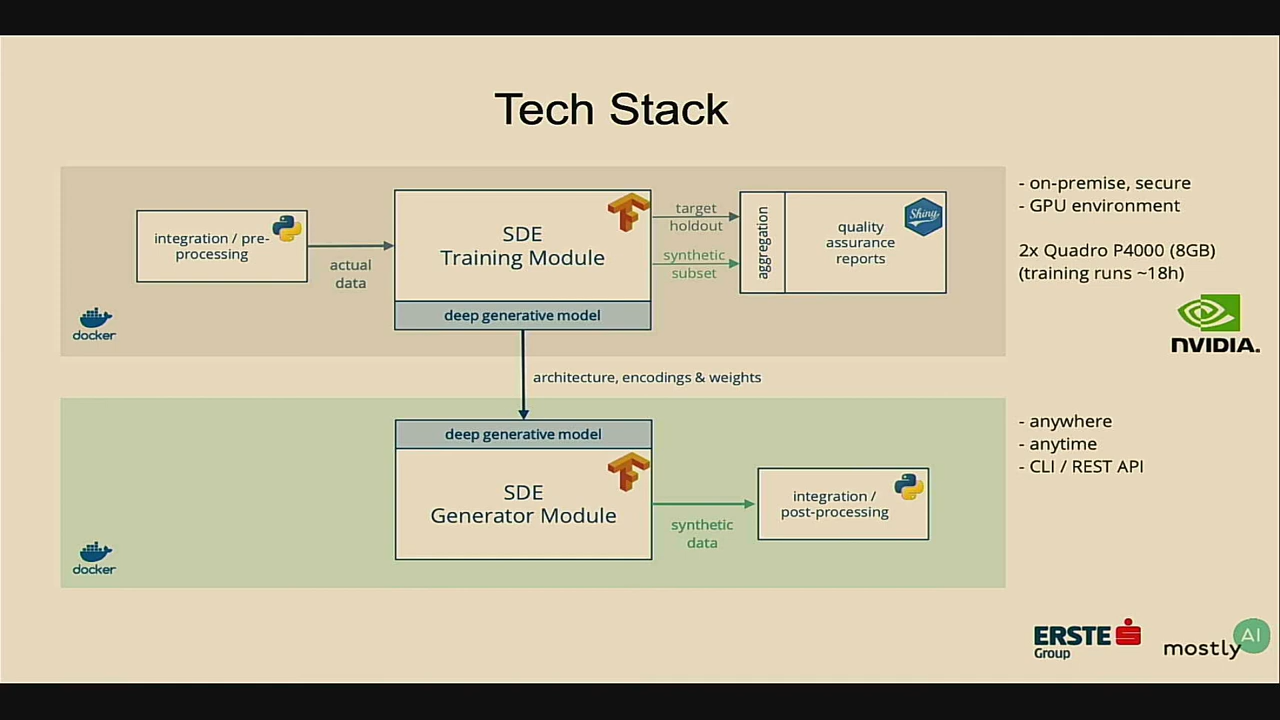 Tech Stack
integration / pre-
processing
actual
data
SDE
Training Module
deep generative model
target
holdout
synthetic
subset
aggregation
quality
assurance
reports
Shiny
docker
- on-premise, secure
- GPU environment
2x Quadro P4000 (8GB)
(training runs ~18h)
NVIDIA.
architecture, encodings & weights
deep generative model
SDE
Generator Module
synthetic
data
integration /
post-processing
docker
- anywhere
- anytime
- CLI / REST API
ERSTE
Group
mostly AI